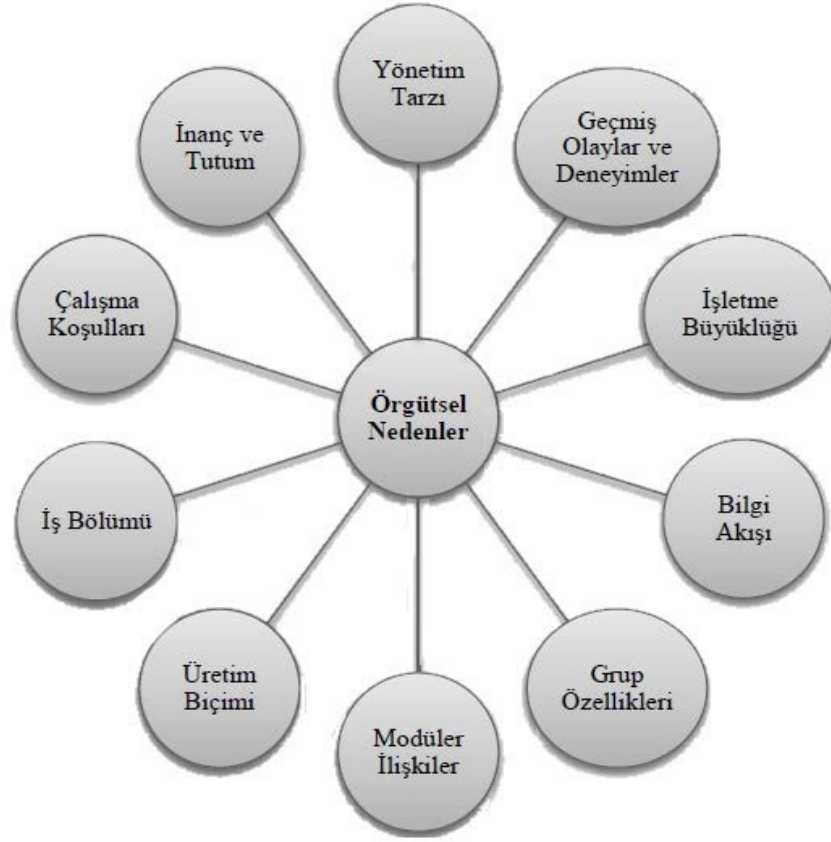 Yönetim
Tarzı
Geçmiş
Olaylar ve
Deneyimler
İşletme
Büyüklüğü
Bilgi
Akışı
Grup
Özellikleri
Modüler
İlişkiler
Üretim
Biçimi
İş Bölümü
Çalışma
Koşulları
İnanç ve
Tutum
Örgütsel
Nedenler